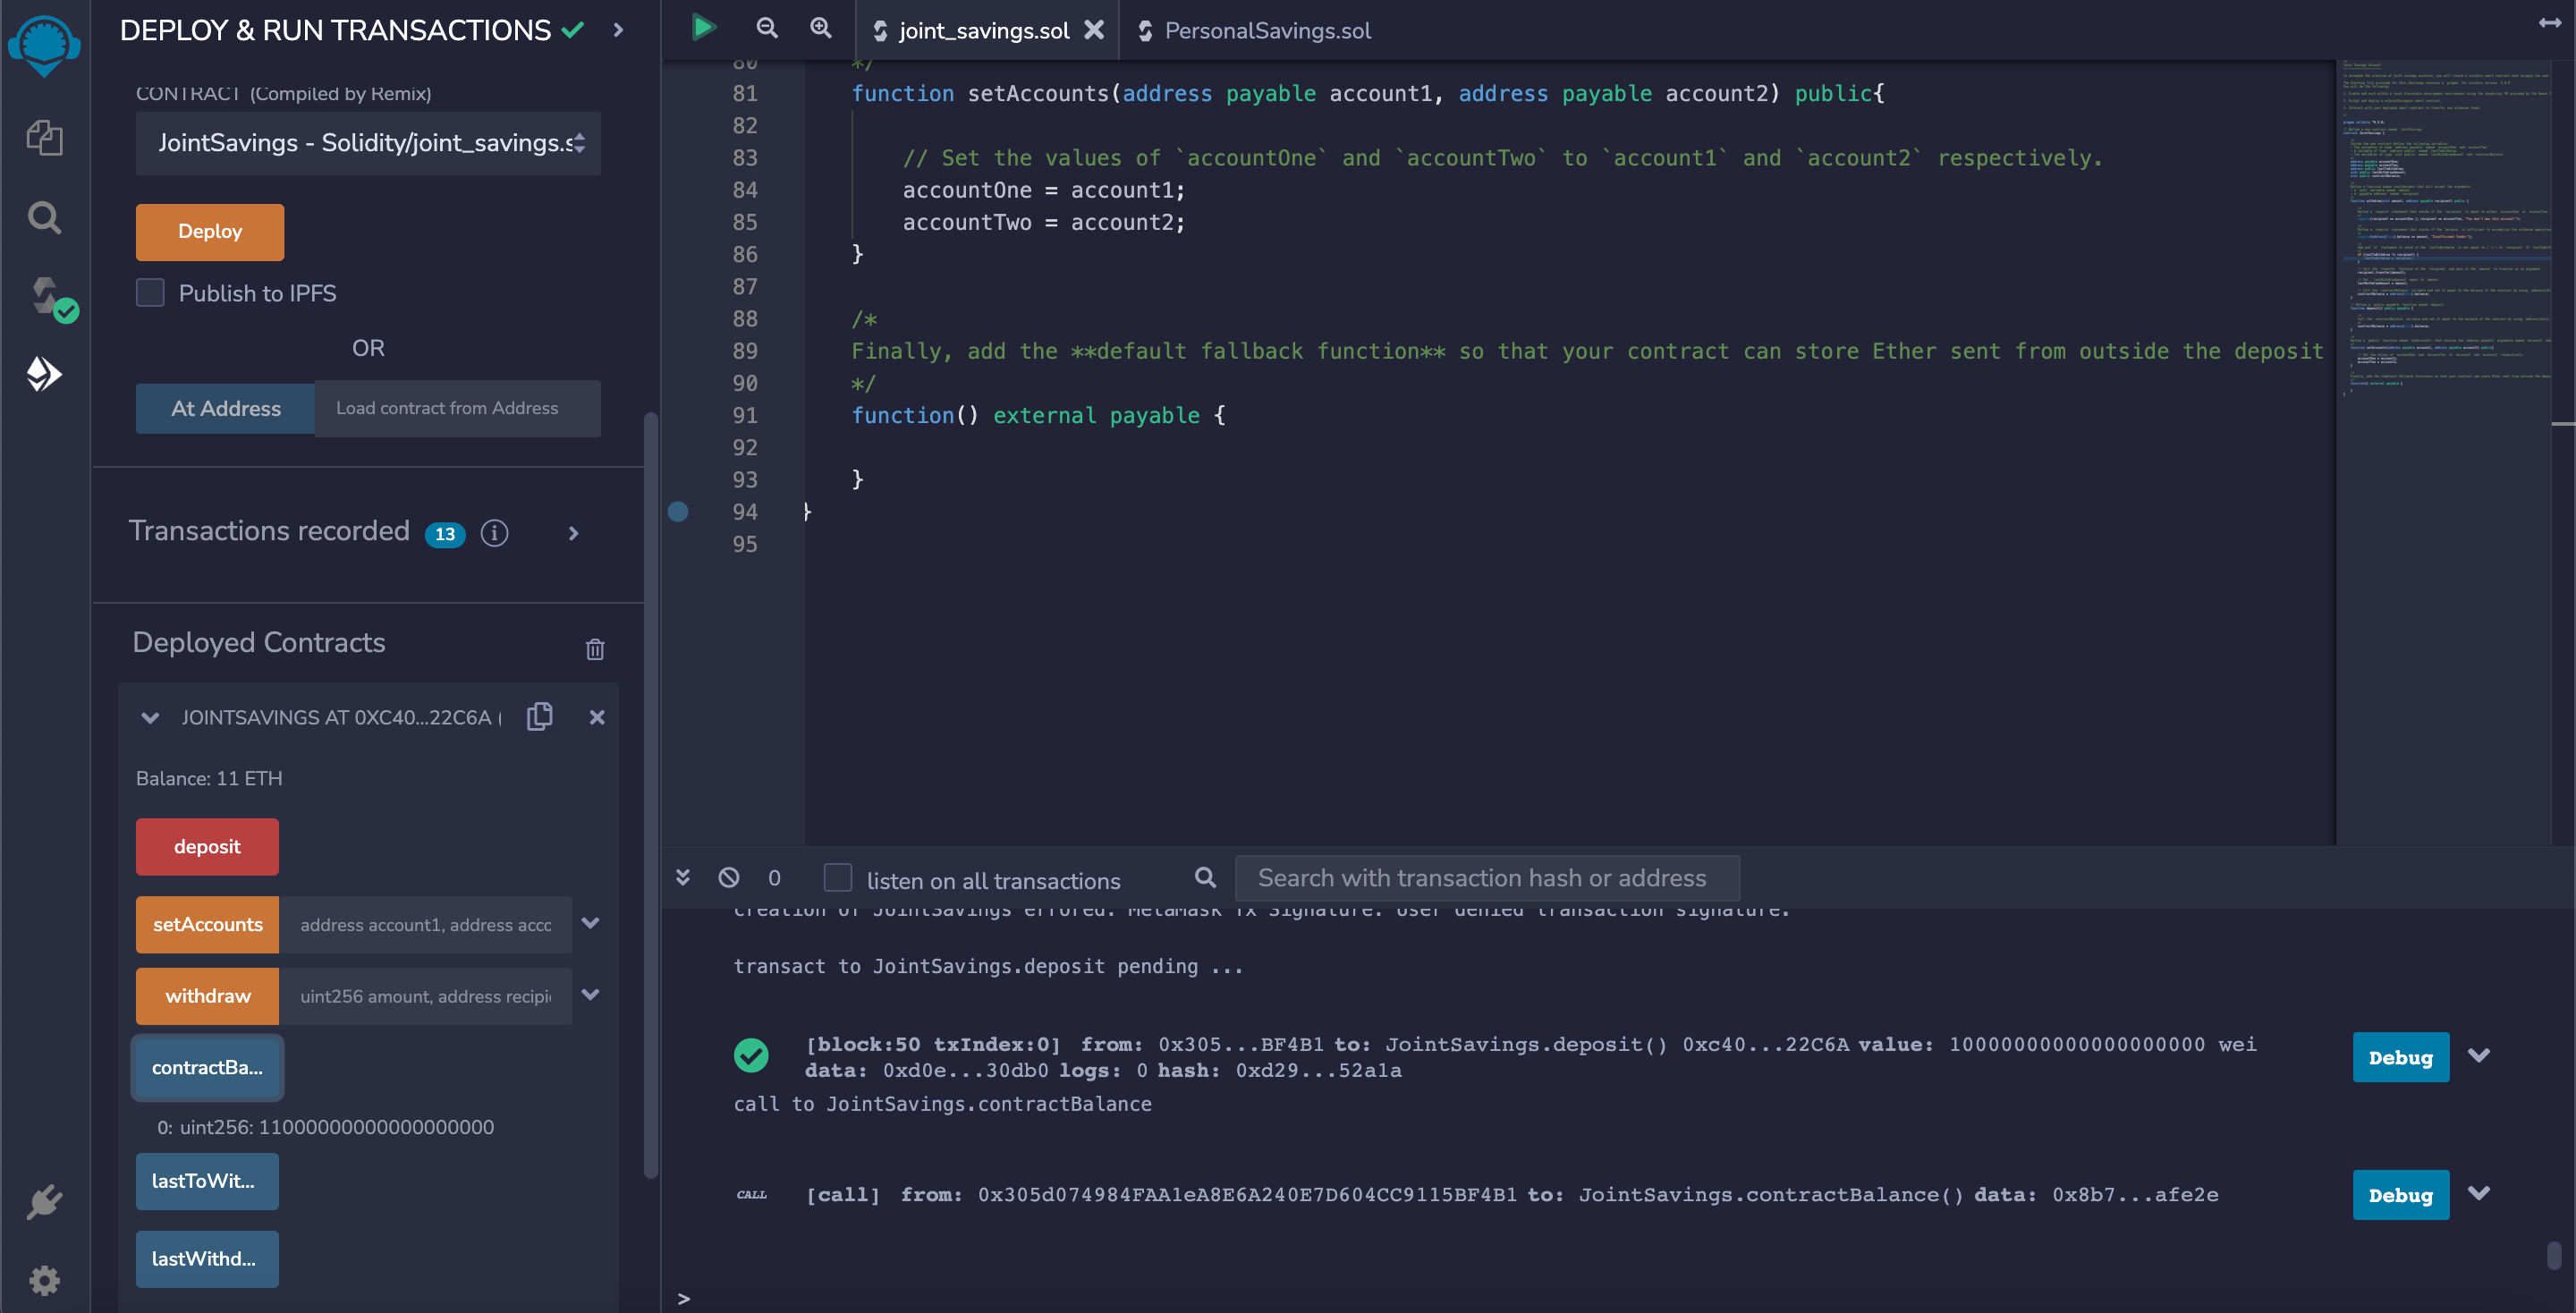 DEPLOY & RUN TRANSACTIONS
CONTRACT (Compiled by Remix)
JointSavings - Solidity/joint_savings.s
Deploy
Publish to IPFS
OR
At Address
Load contract from Address
Transactions recorded 13 i
Deployed Contracts
JOINTSAVINGS AT 0XC40...22C6A (
Balance: 11 ETH
deposit
setAccounts address account1, address accc
withdraw uint256 amount, address recipie
contractBa...
0: uint256: 11000000000000000000
lastToWit...
lastWithd...
joint_savings.sol
PersonalSavings.sol
80 */
81 function setAccounts(address payable account1, address payable account2) public{
82
83 // Set the values of `accountOne` and `accountTwo` to `account1` and `account2` respectively.
84 accountOne = account1;
85 accountTwo = account2;
86 }
87
88 /*
89 Finally, add the **default fallback function** so that your contract can store Ether sent from outside the deposit
90 */
91 function() external payable {
92
93 }
94 }
95
0 listen on all transactions Search with transaction hash or address
creation of JointSavings errored: MetaMask Tx Signature: User denied transaction signature.
transact to JointSavings.deposit pending ...
[block:50 txIndex:0] from: 0x305...BF4B1 to: JointSavings.deposit() 0xc40...22C6A value: 10000000000000000000 wei
data: 0xd0e...30db0 logs: 0 hash: 0xd29...52a1a
Debug
call to JointSavings.contractBalance
CALL [call] from: 0x305d074984FAA1eA8E6A240E7D604CC9115BF4B1 to: JointSavings.contractBalance() data: 0x8b7...afe2e
Debug
>